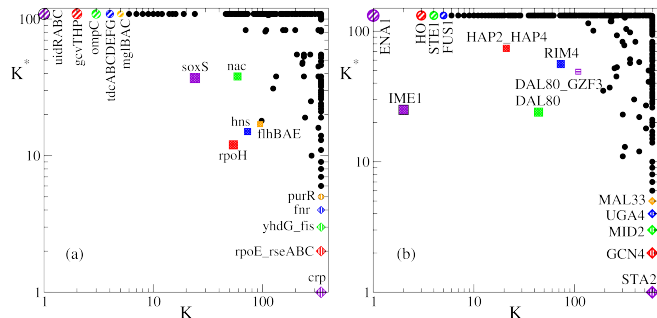 100
K*
10
1
uidRABC
gcvTHP
ompC
tdcABCDEFG
mglBAC
soxS
nac
hns
flhBAE
rpoH
purR
fnr
yhdG_fis
rpoE_rseABC
crp
(a)
1 10 100
K
100
K*
10
1
ENA1
HO
STE1
FUS1
HAP2_HAP4
RIM4
DAL80_GZF3
DAL80
IME1
MAL33
UGA4
MID2
GCN4
STA2
(b)
1 10 100
K